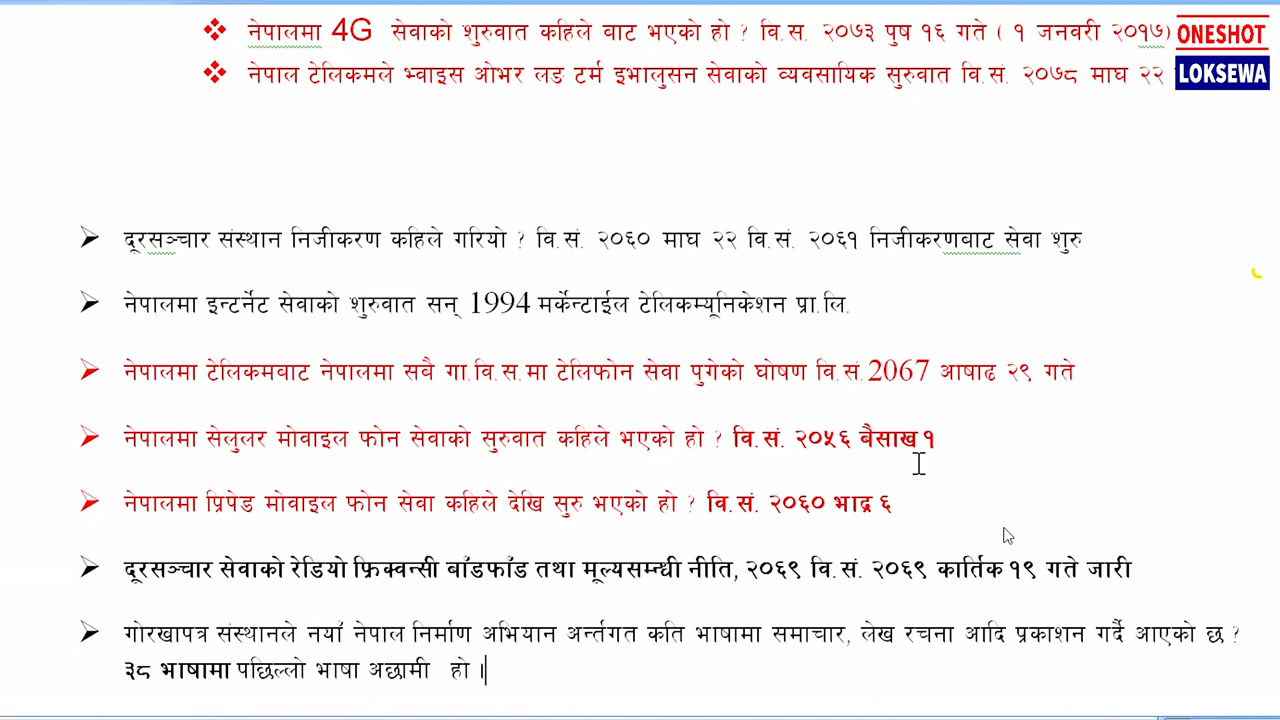 ❖ नेपालमा 4G सेवाको शुरुवात कहिले बाट भएको हो ? वि.स. २०७३ पुष १६ गते ( १ जनवरी २०१७)
ONESHOT
❖ नेपाल टेलिकमले भ्वाइस ओभर लङ टर्म इभालुसन सेवाको व्यवसायिक सुरुवात वि.सं. २०७८ माघ २२
LOKSEWA
➢ दूरसञ्चार संस्थान निजीकरण कहिले गरियो ? वि.सं. २०६० माघ २२ वि.सं. २०६१ निजीकरणबाट सेवा शुरु
➢ नेपालमा इन्टर्नेट सेवाको शुरुवात सन् 1994 मर्केन्टाईल टेलिकम्यूनिकेशन प्रा.लि.
➢ नेपालमा टेलिकमबाट नेपालमा सबै गा.वि.स.मा टेलिफोन सेवा पुगेको घोषण वि.सं.2067 आषाढ २९ गते
➢ नेपालमा सेलुलर मोवाइल फोन सेवाको सुरुवात कहिले भएको हो ? वि.सं. २०५६ बैसाख १
➢ नेपालमा प्रिपेड मोवाइल फोन सेवा कहिले देखि सुरु भएको हो ? वि.सं. २०६० भाद्र ६
➢ दूरसञ्चार सेवाको रेडियो फ्रिक्वन्सी बाँडफाँड तथा मूल्यसम्न्धी नीति, २०६९ वि.सं. २०६९ कार्तिक १९ गते जारी
➢ गोरखापत्र संस्थानले नयाँ नेपाल निर्माण अभियान अर्न्तगत कति भाषामा समाचार, लेख रचना आदि प्रकाशन गर्दै आएको छ ?
३८ भाषामा पछिल्लो भाषा अछामी हो ।